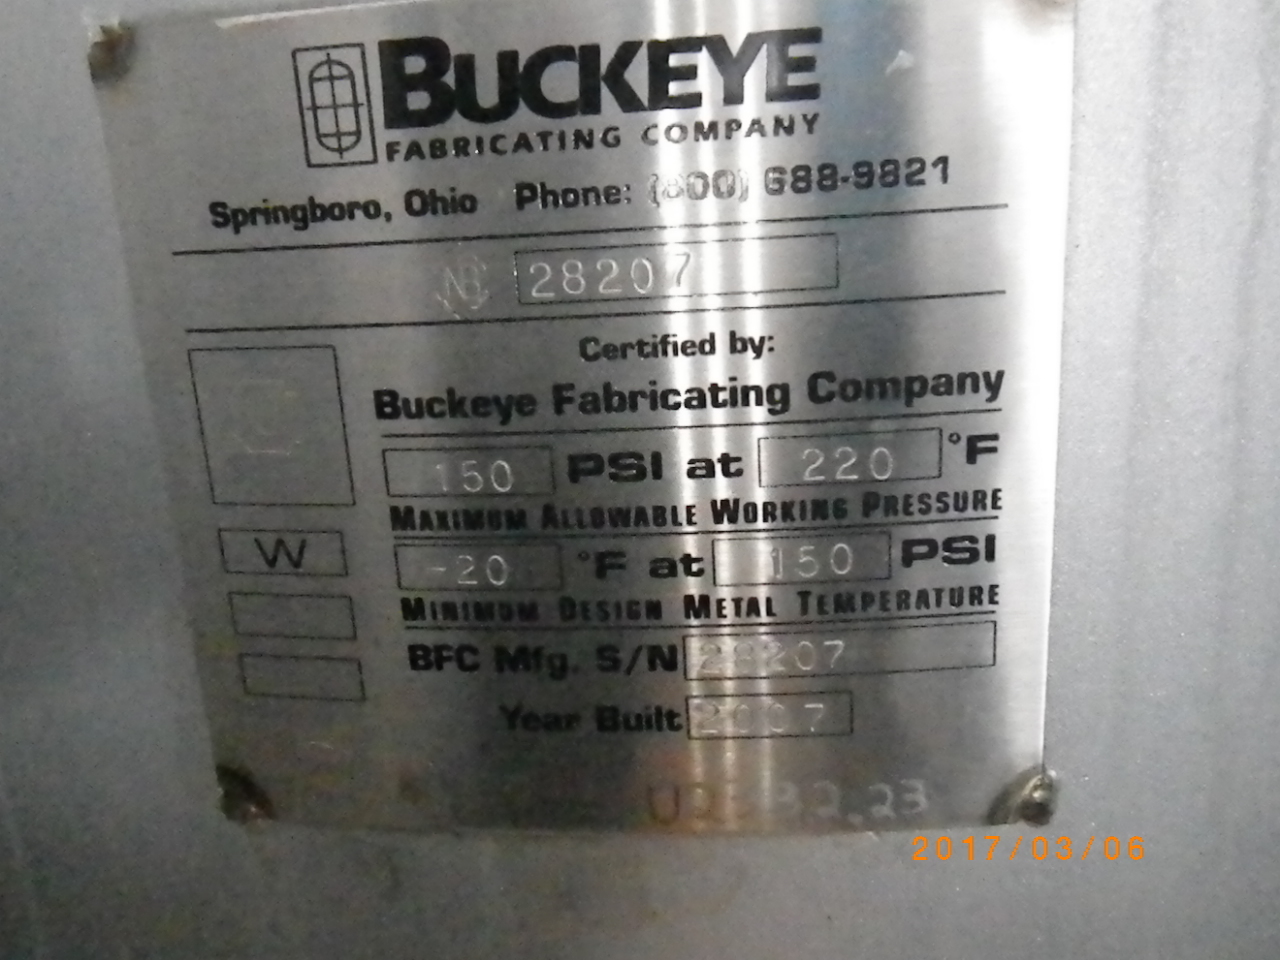 BUCKEYE
FABRICATING COMPANY
Springboro, Ohio Phone: (800) 688-9821
NB 28207
Certified by:
Buckeye Fabricating Company
150 PSI at 220 °F
MAXIMUM ALLOWABLE WORKING PRESSURE
W
-20 °F at 150 PSI
MINIMUM DESIGN METAL TEMPERATURE
BFC Mfg. S/N 28207
Year Built 2007
2017/03/06